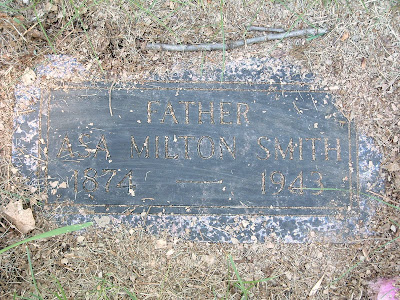 FATHER
ASA MILTON SMITH
1874 — 1943